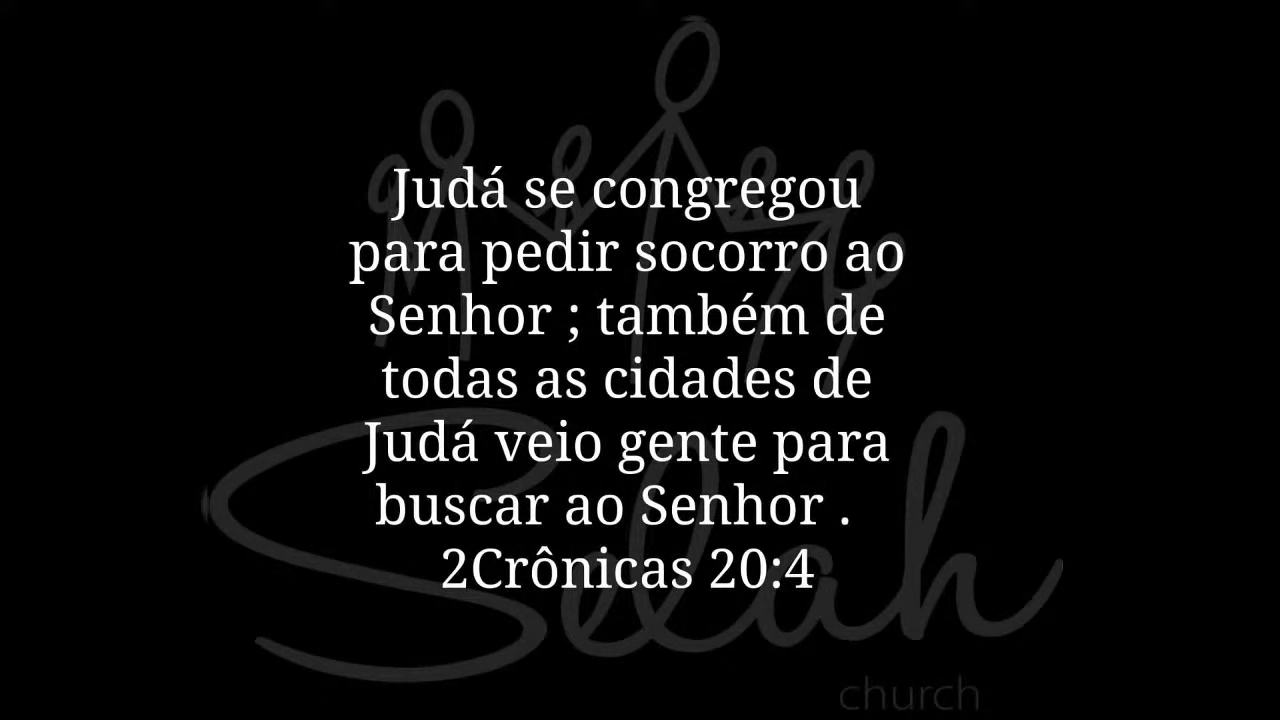 Judá se congregou
para pedir socorro ao
Senhor ; também de
todas as cidades de
Judá veio gente para
buscar ao Senhor .
2Crônicas 20:4
Selah
church